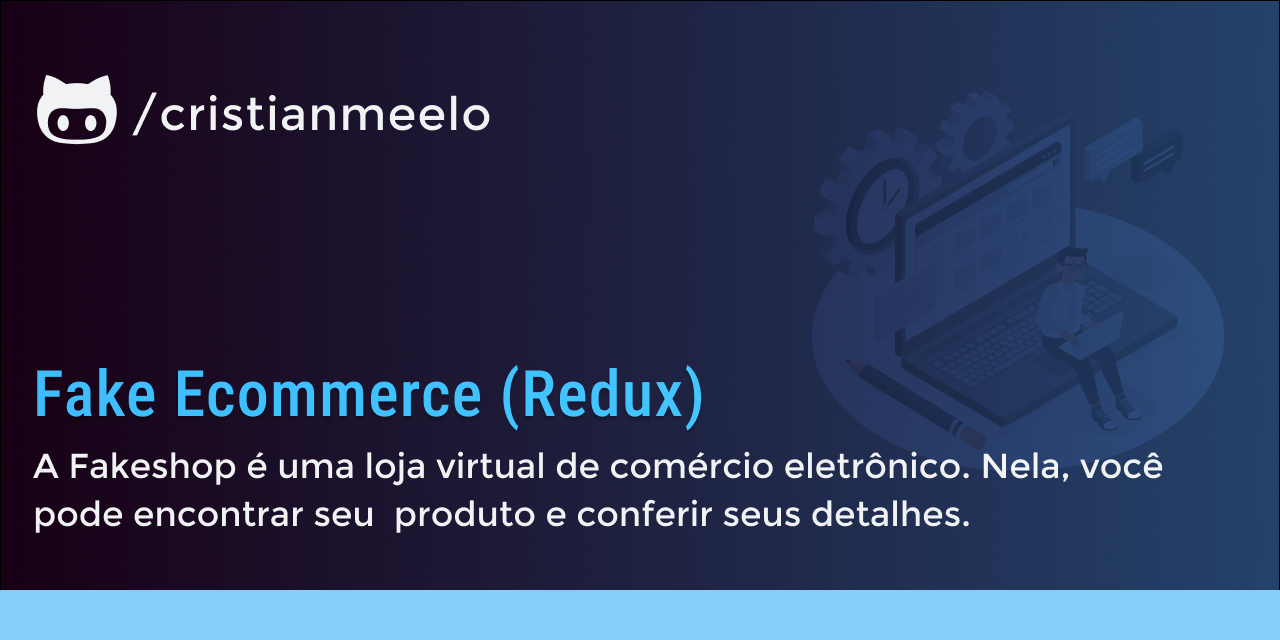 /cristianmeelo
Fake Ecommerce (Redux)
A Fakeshop é uma loja virtual de comércio eletrônico. Nela, você
pode encontrar seu  produto e conferir seus detalhes.